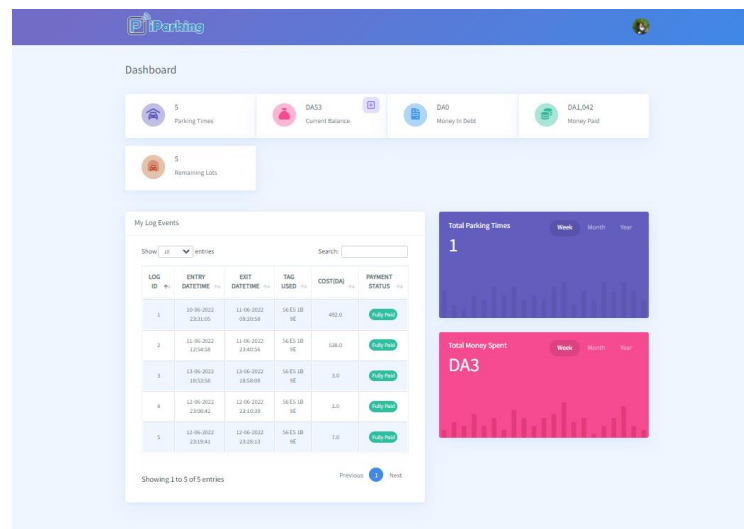 iParking
Dashboard
5
Parking Times
DA53
Current Balance
DA0
Money In Debt
DA1,042
Money Paid
5
Remaining Lots
My Log Events
Show 10 entries
Search:
LOG ID ENTRY DATETIME EXIT DATETIME TAG USED COST(DA) PAYMENT STATUS
1 10-06-2022 23:31:05 11-06-2022 09:20:58 56 E5 1B 9E 492.0 Fully Paid
2 11-06-2022 12:54:58 11-06-2022 23:40:56 56 E5 1B 9E 538.0 Fully Paid
3 13-06-2022 18:53:58 13-06-2022 18:58:08 56 E5 1B 9E 3.0 Fully Paid
4 12-06-2022 23:06:42 12-06-2022 23:10:39 56 E5 1B 9E 2.0 Fully Paid
5 12-06-2022 23:19:41 12-06-2022 23:28:13 56 E5 1B 9E 7.0 Fully Paid
Showing 1 to 5 of 5 entries
Previous 1 Next
Total Parking Times
Week Month Year
1
Total Money Spent
Week Month Year
DA3